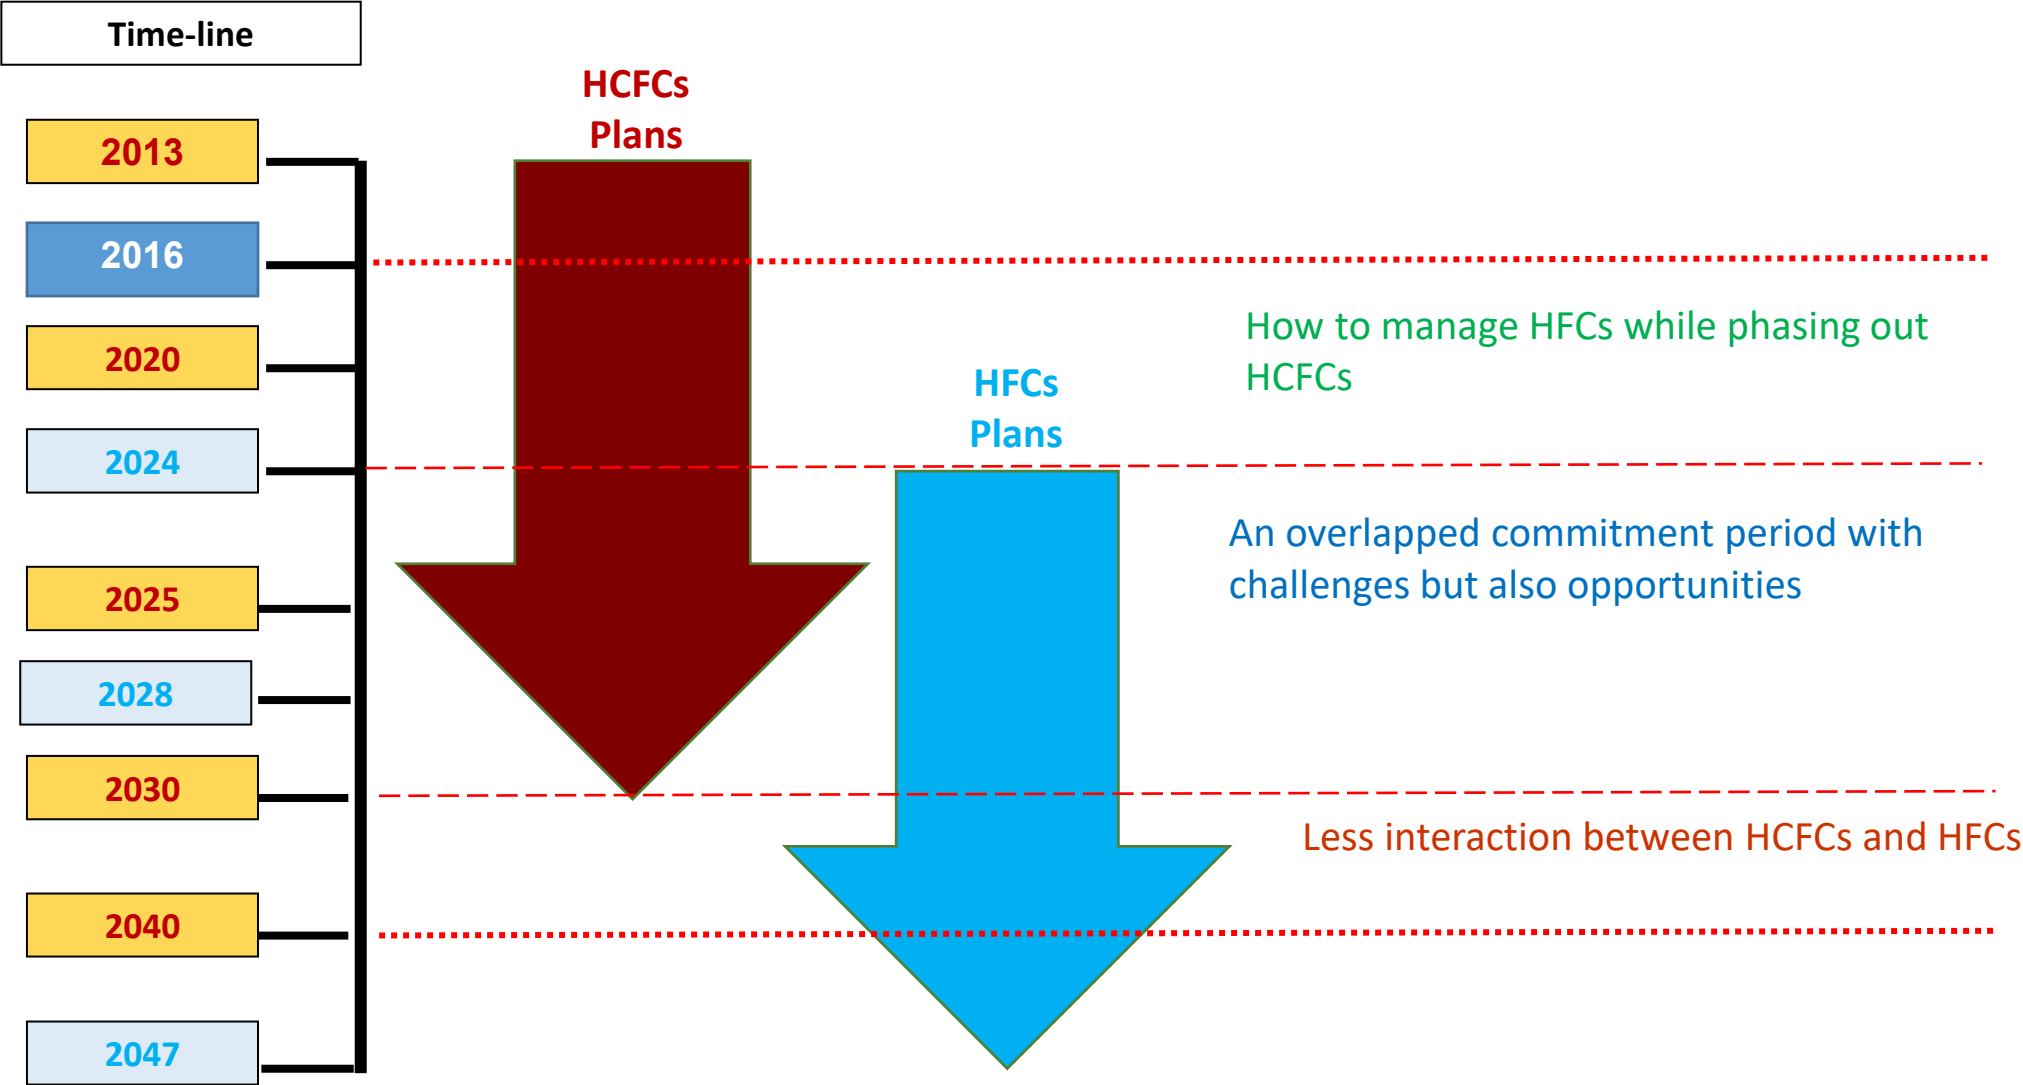 Time-line
HCFCs
Plans
2013
2016
2020
How to manage HFCs while phasing out
HCFCs
HFCs
Plans
2024
An overlapped commitment period with
challenges but also opportunities
2025
2028
2030
Less interaction between HCFCs and HFCs
2040
2047